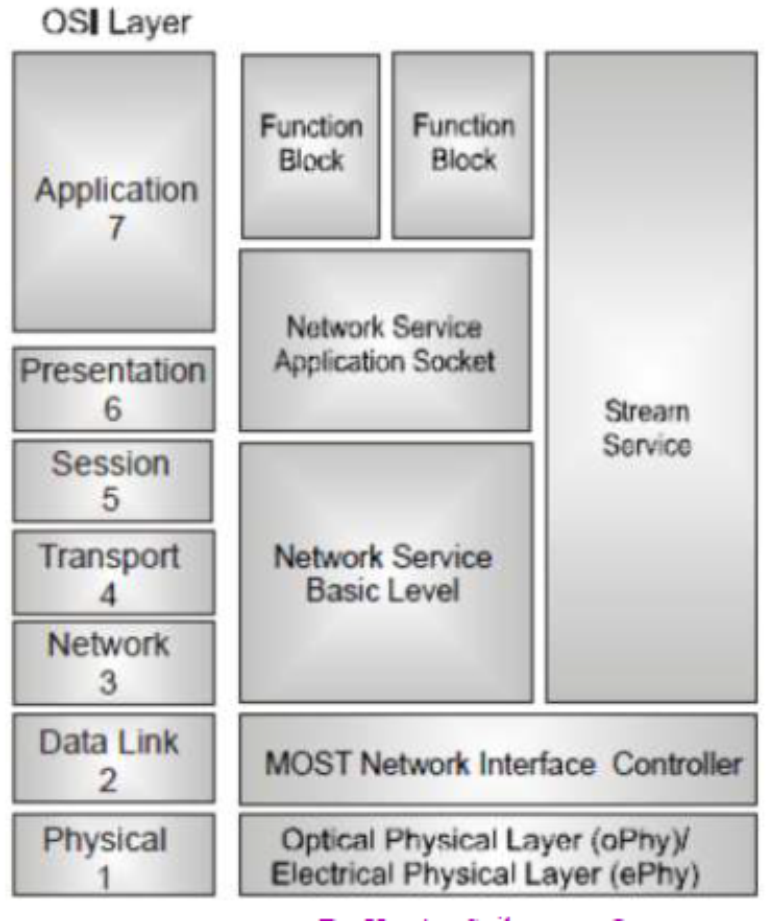 OSI Layer
Application
7
Presentation
6
Session
5
Transport
4
Network
3
Data Link
2
Physical
1
Function
Block
Function
Block
Network Service
Application Socket
Network Service
Basic Level
Stream
Service
MOST Network Interface Controller
Optical Physical Layer (oPhy)/
Electrical Physical Layer (ePhy)